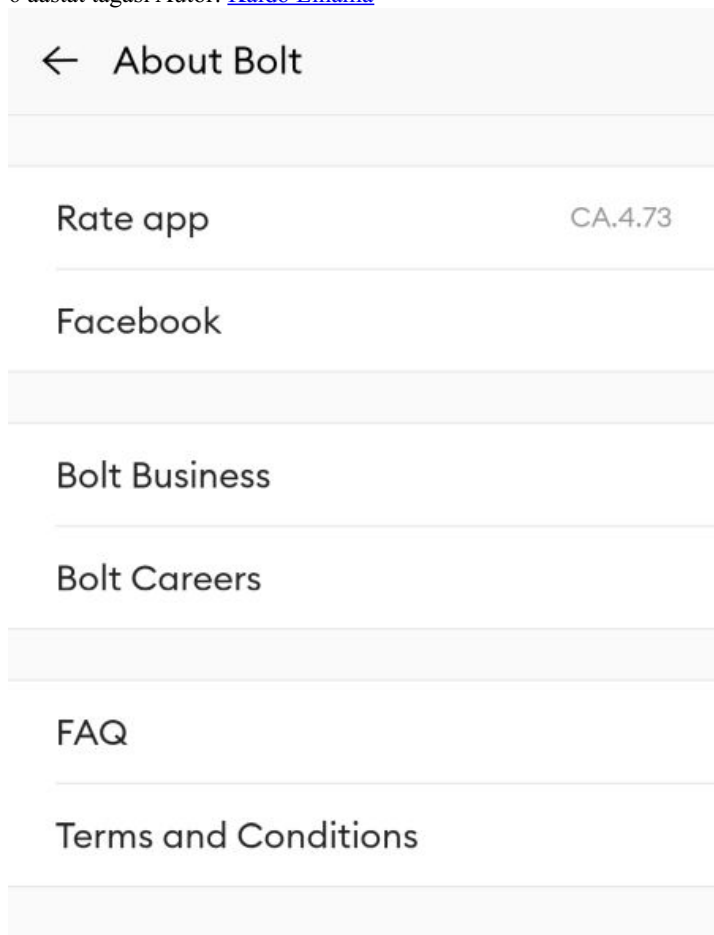 About Bolt
Rate app CA.4.73
Facebook
Bolt Business
Bolt Careers
FAQ
Terms and Conditions